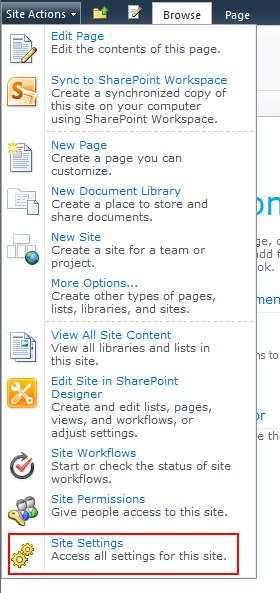 Site Actions Browse Page
Edit Page
Edit the contents of this page.
Sync to SharePoint Workspace
Create a synchronized copy of
this site on your computer
using SharePoint Workspace.
New Page
Create a page you can
customize.
New Document Library
Create a place to store and
share documents.
New Site
Create a site for a team or
project.
More Options...
Create other types of pages,
lists, libraries, and sites.
View All Site Content
View all libraries and lists in
this site.
Edit Site in SharePoint
Designer
Create and edit lists, pages,
views, and workflows, or
adjust settings.
Site Workflows
Start or check the status of site
workflows.
Site Permissions
Give people access to this site.
Site Settings
Access all settings for this site.